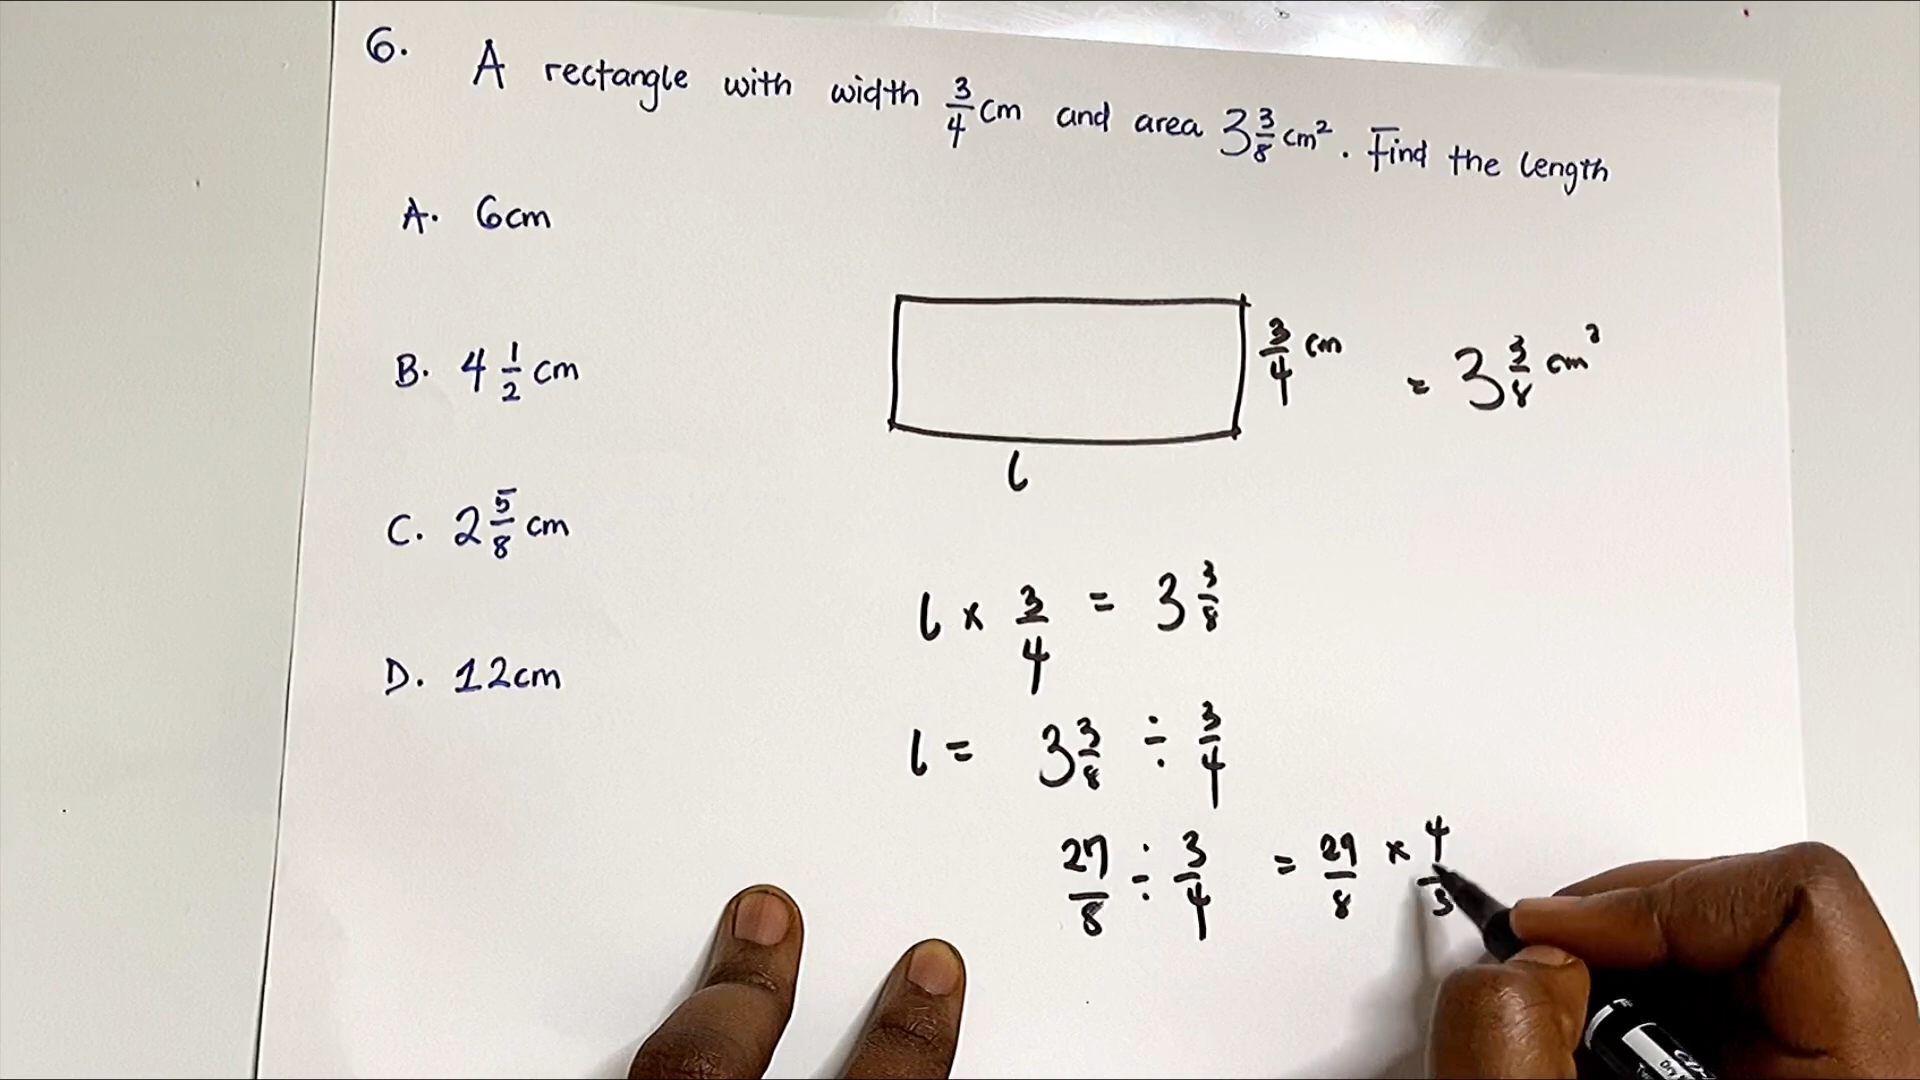 6. A rectangle with width 3/4 cm and area 3 3/8 cm². Find the length
A. 6cm
B. 4 1/2 cm
C. 2 5/8 cm
D. 12cm
3/4 cm = 3 3/8 cm²
l
l × 3/4 = 3 3/8
l = 3 3/8 ÷ 3/4
27/8 ÷ 3/4 = 27/8 × 4/3